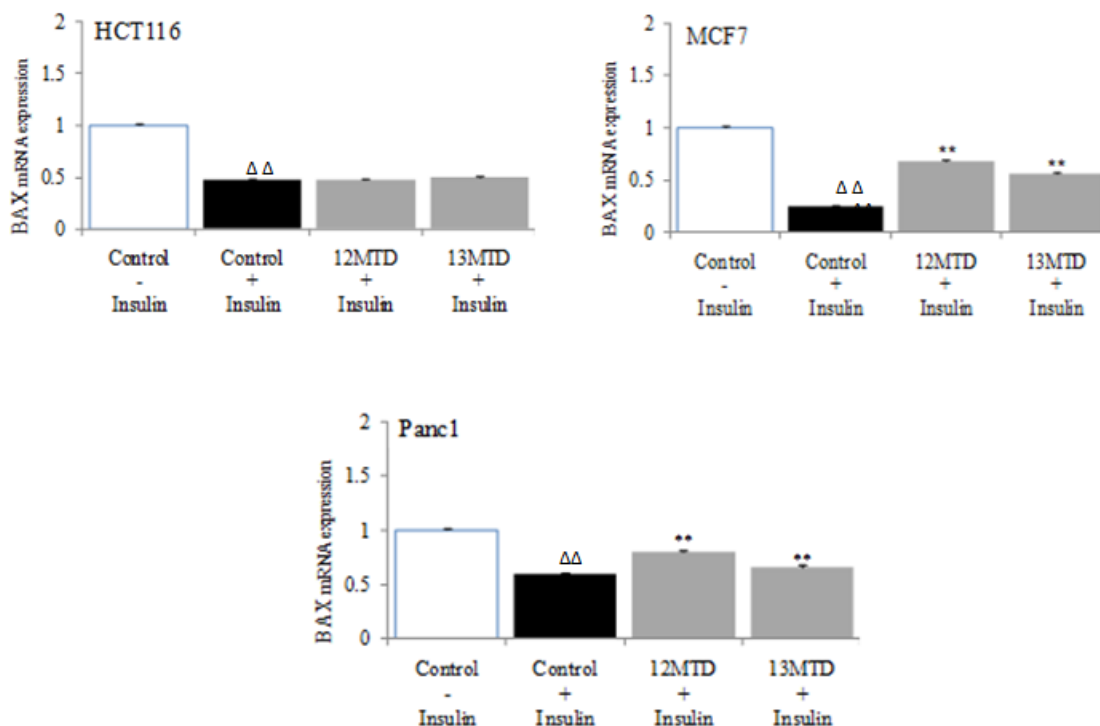 HCT116
BAX mRNA expression
2
1.5
1
0.5
0
Δ Δ
Control Control 12MTD 13MTD
- + + +
Insulin Insulin Insulin Insulin
MCF7
BAX mRNA expression
2
1.5
1
0.5
0
Δ Δ
**
**
Control Control 12MTD 13MTD
- + + +
Insulin Insulin Insulin Insulin
Panc1
BAX mRNA expression
2
1.5
1
0.5
0
ΔΔ
**
**
Control Control 12MTD 13MTD
- + + +
Insulin Insulin Insulin Insulin